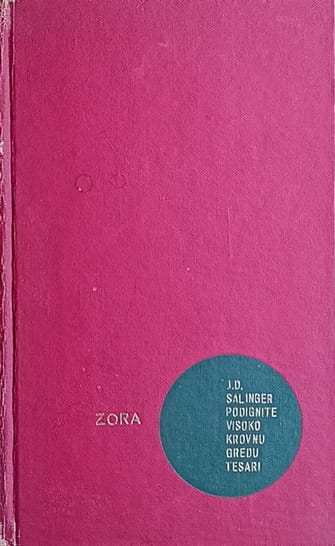 ZORA
J.D.
SALINGER
PODIGNITE
VISOKO
KROVNU
GREDU
TESARI